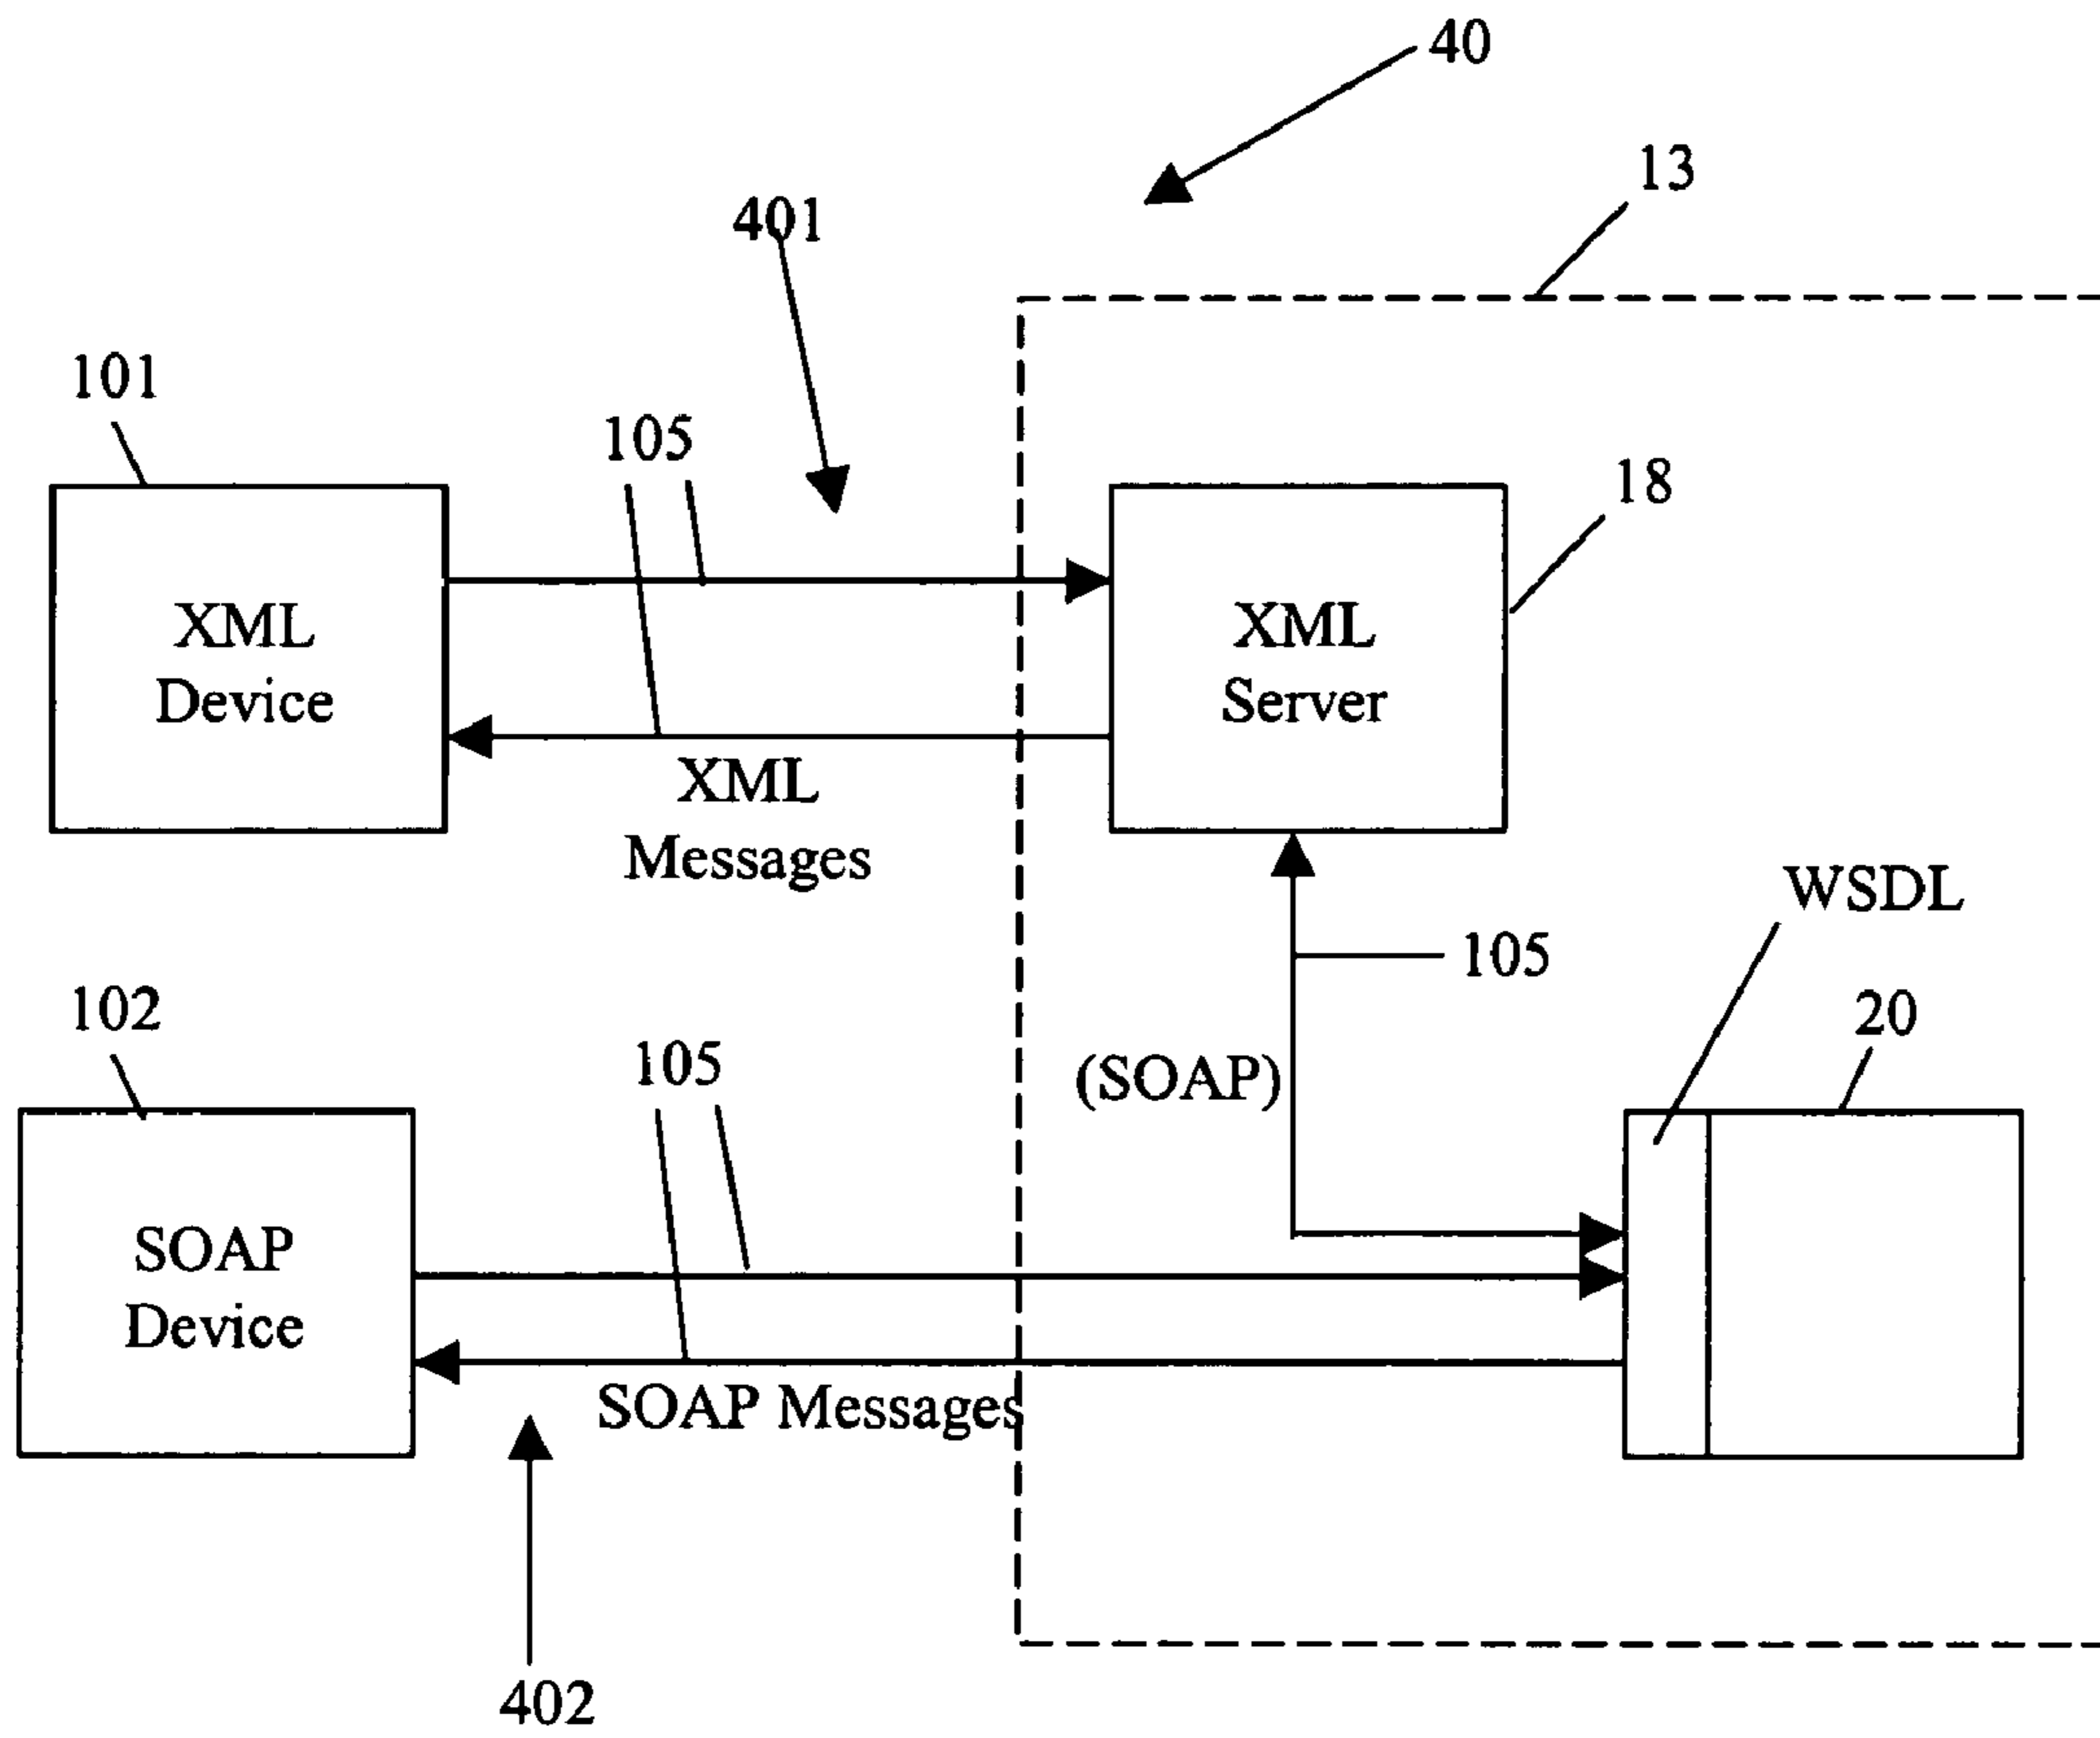 40
13
401
101
105
18
XML
Device
XML
Server
XML
Messages
WSDL
105
102
20
105
(SOAP)
SOAP
Device
SOAP Messages
402